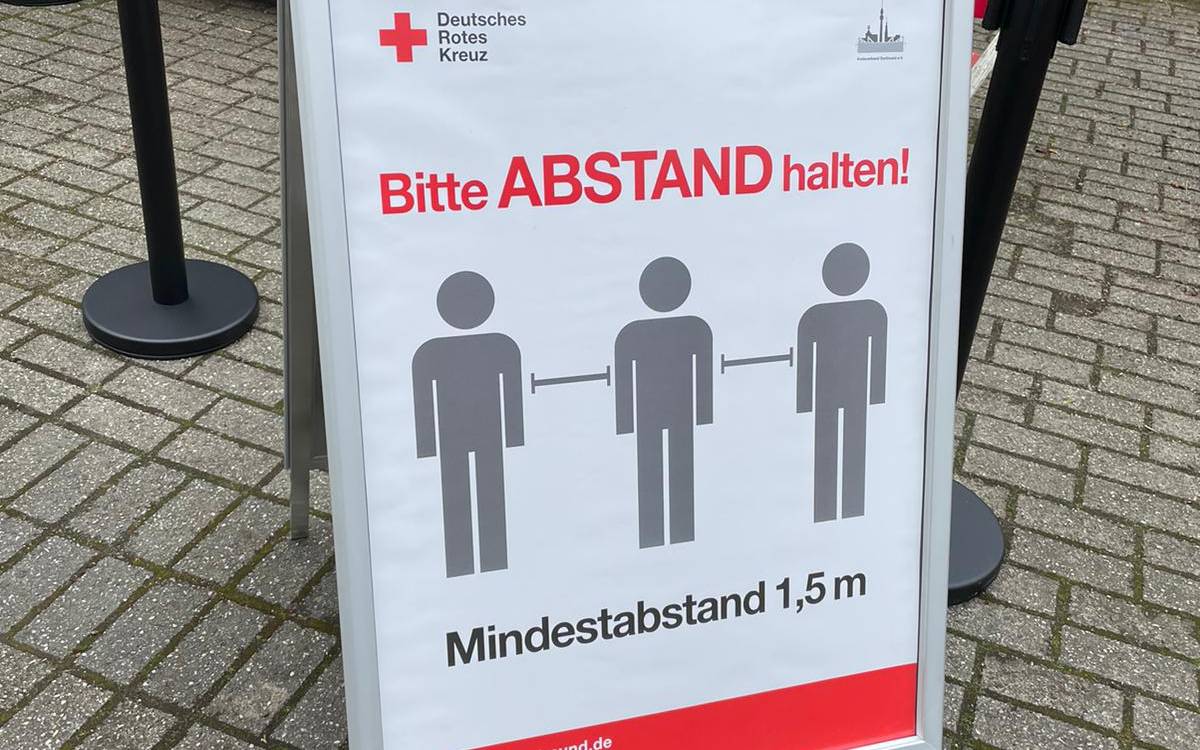 Deutsches
Rotes
Kreuz
Bitte ABSTAND halten!
Mindestabstand 1,5 m